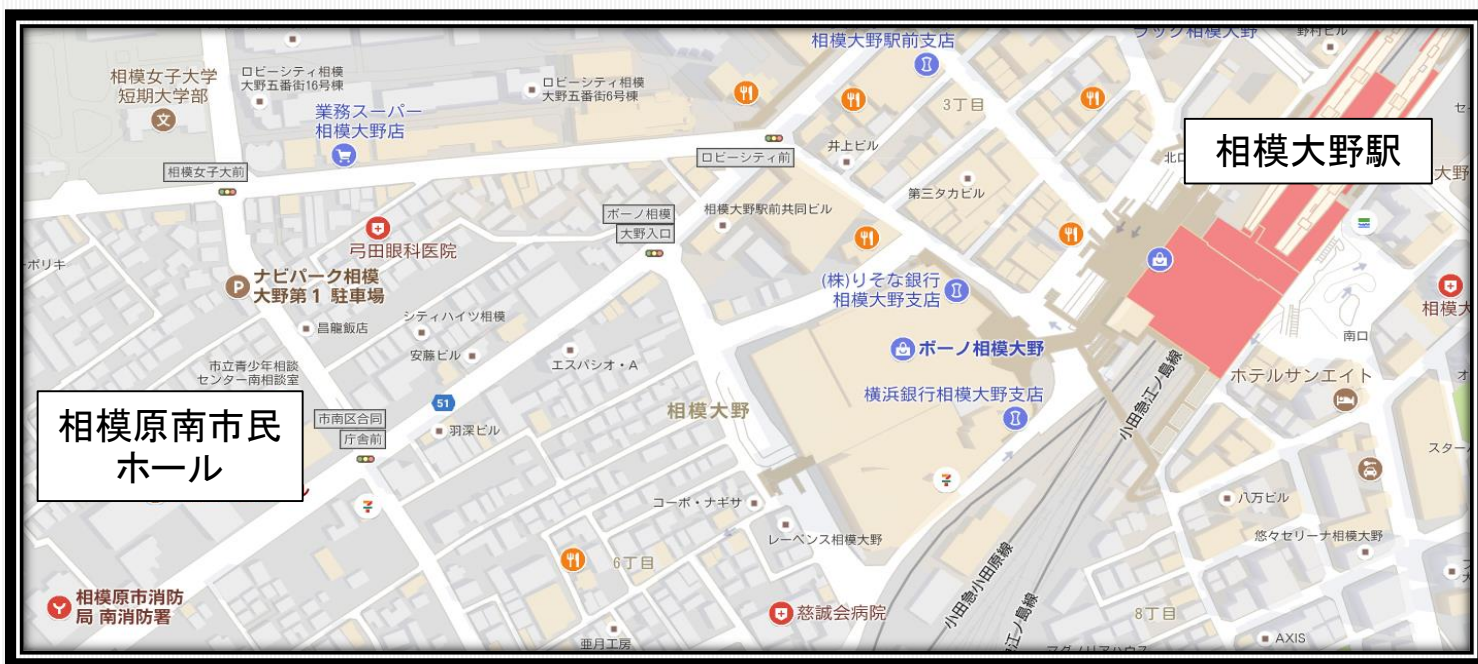 相模大野駅前支店
相模女子大学
短期大学部
ロビーシティ相模
大野五番街16号棟
ロビーシティ相模
大野五番街6号棟
業務スーパー
相模大野店
3丁目
野村ビル
相模大野駅
相模女子大前
ロビーシティ前
井上ビル
第三タカビル
大野
弓田眼科医院
ボーノ相模
大野入口
相模大野駅前共同ビル
ナビパーク相模
大野第1 駐車場
(株)りそな銀行
相模大野支店
昌龍飯店
シティハイツ相模
安藤ビル
エスパシオ・A
ボーノ相模大野
南口
市立青少年相談
センター南相談室
相模原南市民
ホール
市南区合同
庁舎前
51
羽深ビル
相模大野
横浜銀行相模大野支店
小田急江ノ島線
ホテルサンエイト
コーポ・ナギサ
レーベンス相模大野
八万ビル
悠々セリーナ相模大野
6丁目
小田急小田原線
相模原市消防
局 南消防署
慈誠会病院
8丁目
亜月工房
AXIS